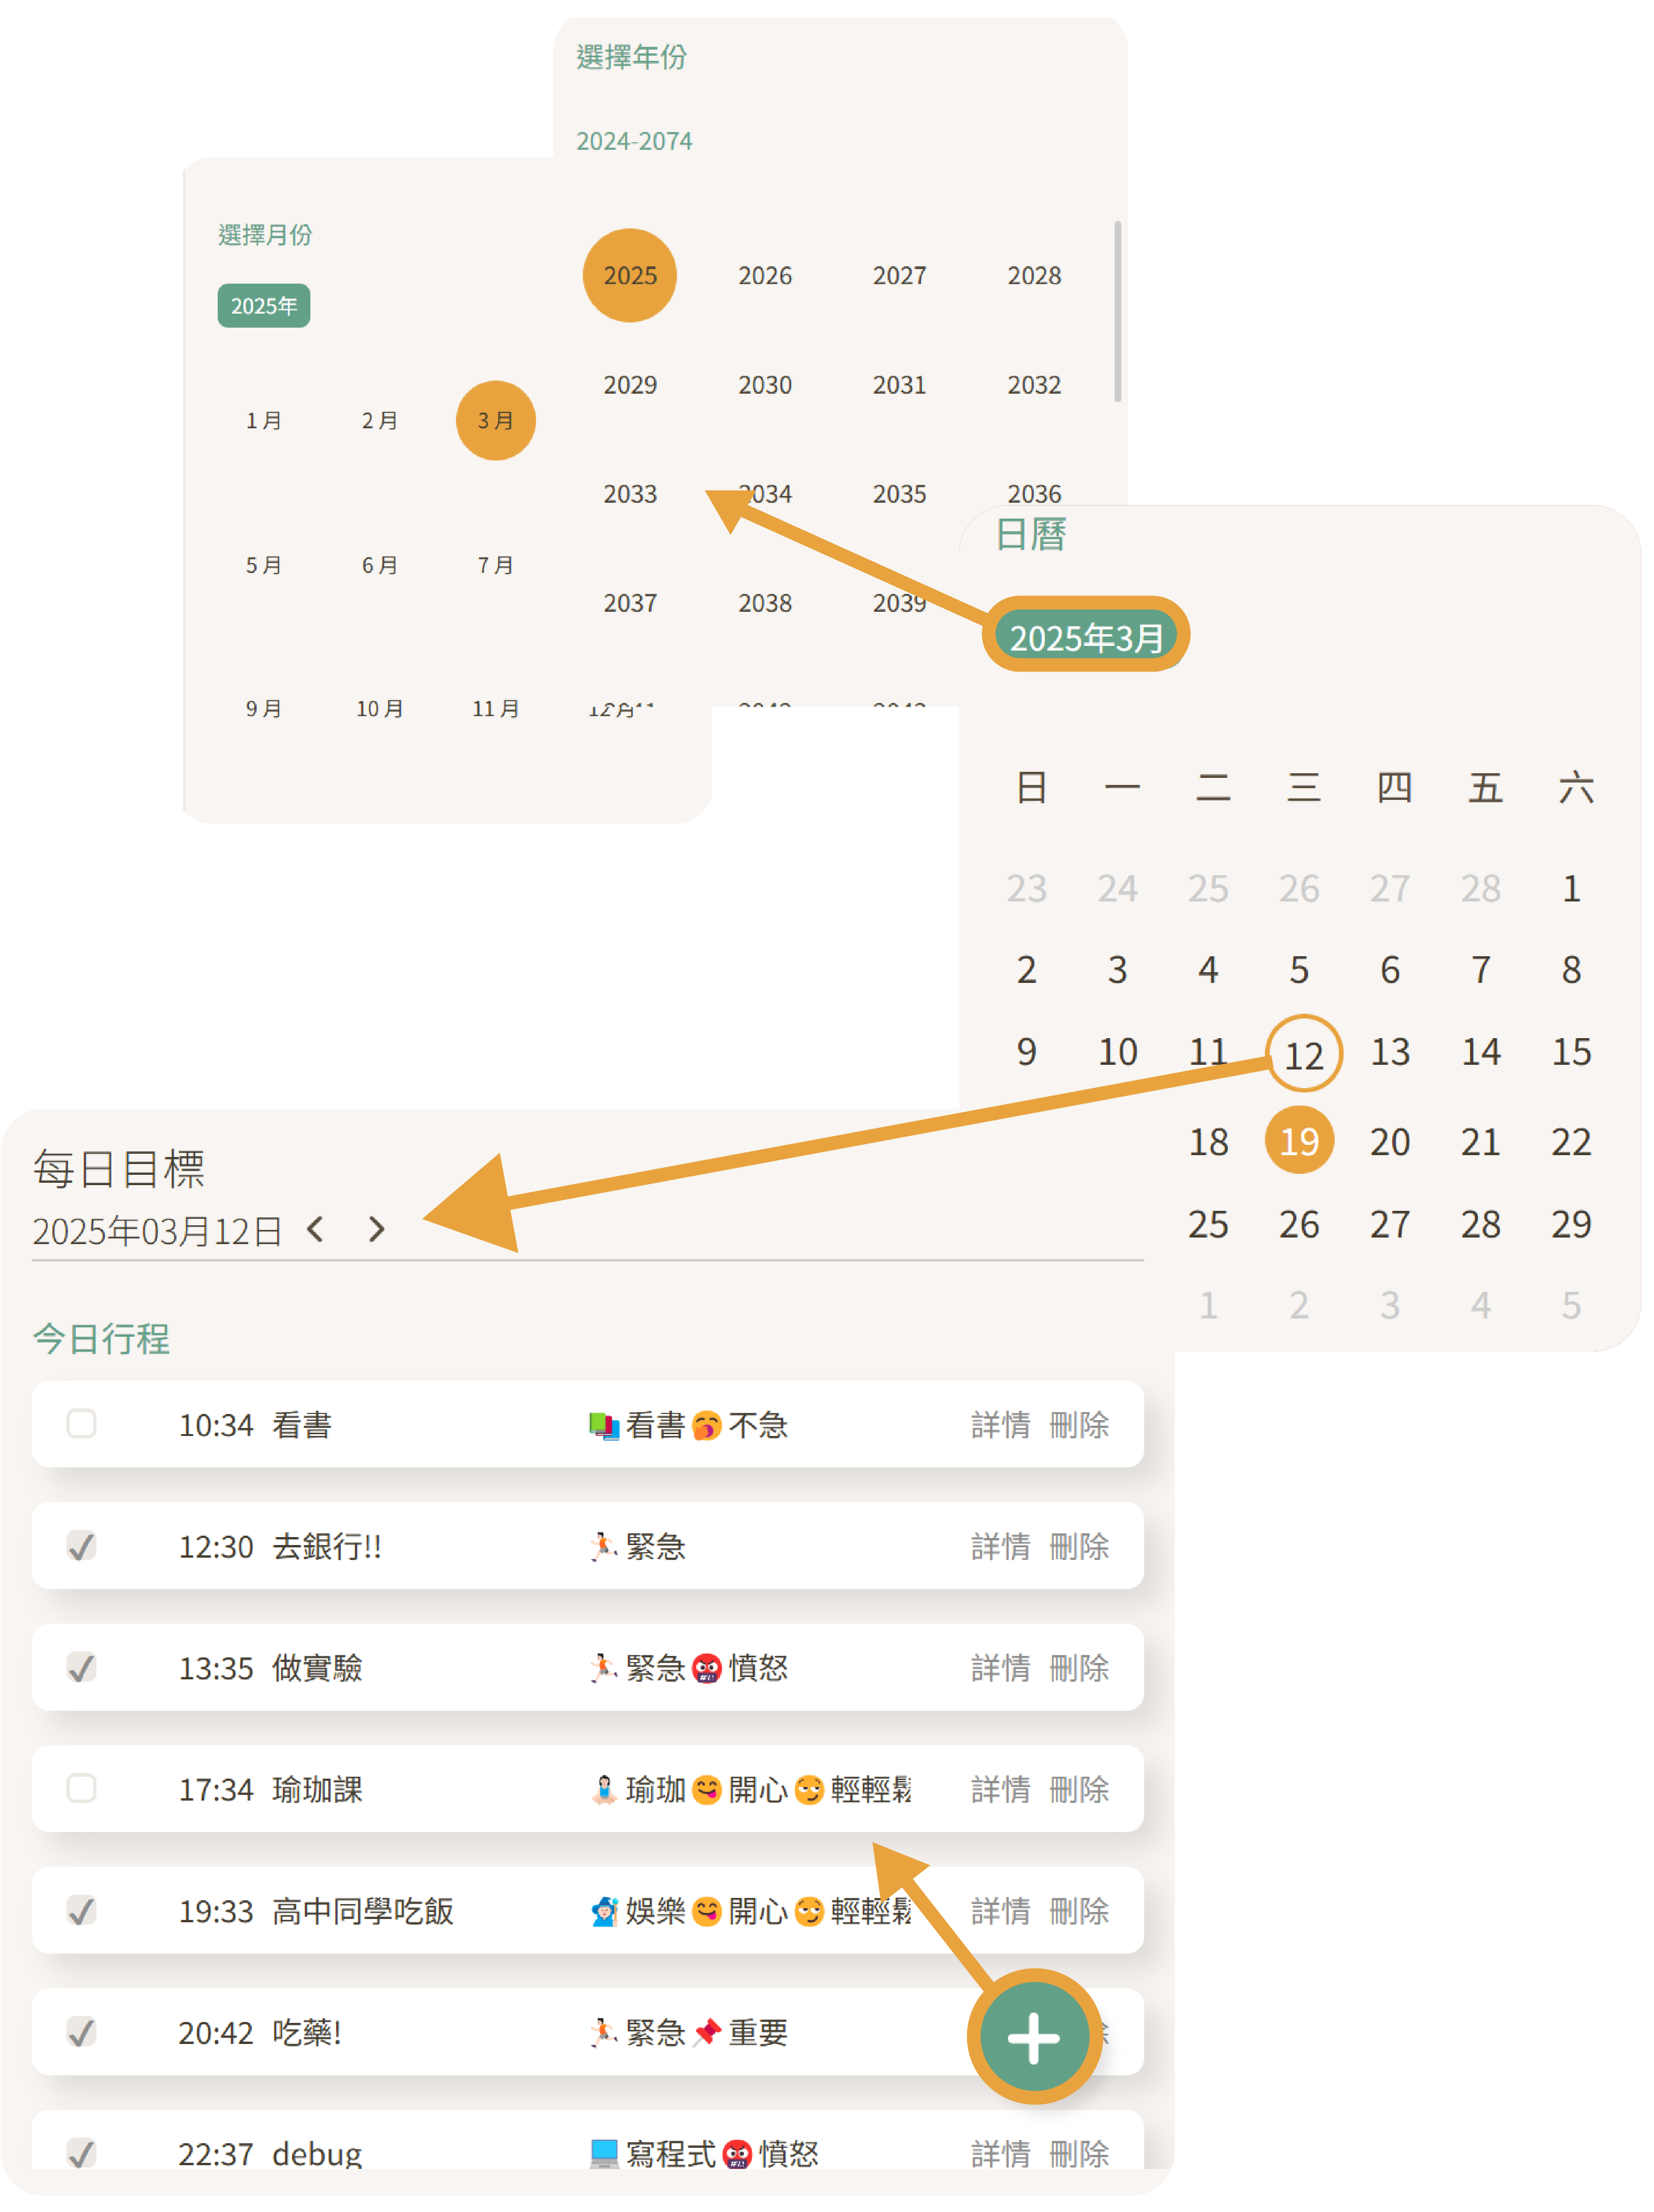 選擇年份
2024-2074
2025 2026 2027 2028
2029 2030 2031 2032
2033 2034 2035 2036
2037 2038 2039
選擇月份
2025年
1 月 2 月 3 月
5 月 6 月 7 月
9 月 10 月 11 月 12 月
日曆
2025年3月
日 一 二 三 四 五 六
23 24 25 26 27 28 1
2 3 4 5 6 7 8
9 10 11 12 13 14 15
18 19 20 21 22
25 26 27 28 29
1 2 3 4 5
每日目標
2025年03月12日
今日行程
10:34 看書 📚看書🥱不急 詳情 刪除
12:30 去銀行!! 🏃🏻緊急 詳情 刪除
13:35 做實驗 🏃🏻緊急🤬憤怒 詳情 刪除
17:34 瑜珈課 🧘🏻瑜珈😋開心😏輕輕鬆 詳情 刪除
19:33 高中同學吃飯 🧙🏻娛樂😋開心😏輕輕鬆 詳情 刪除
20:42 吃藥! 🏃🏻緊急📌重要
22:37 debug 💻寫程式🤬憤怒 詳情 刪除